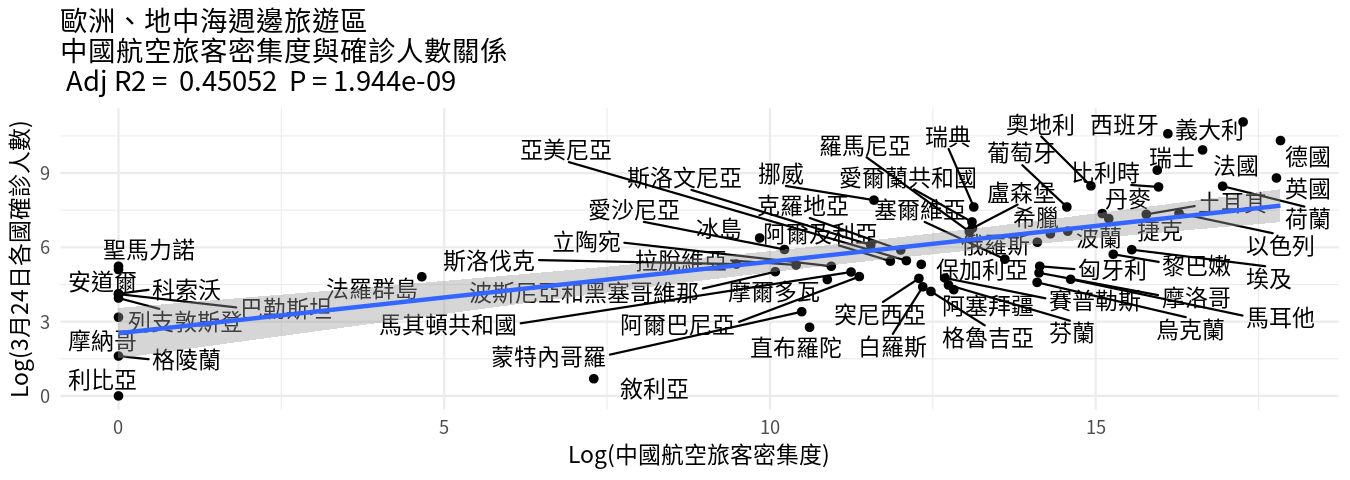 歐洲、地中海週邊旅遊區
中國航空旅客密集度與確診人數關係
Adj R2 = 0.45052 P = 1.944e-09
Log(3月24日各國確診人數)
9
6
3
0
亞美尼亞
羅馬尼亞
瑞典
奧地利
西班牙
義大利
葡萄牙
瑞士
法國
德國
斯洛文尼亞
挪威
愛爾蘭共和國
比利時
英國
愛沙尼亞
克羅地亞
塞爾維亞
盧森堡
丹麥
土耳其
荷蘭
冰島
阿爾及利亞
希臘
立陶宛
俄羅斯
波蘭
捷克
以色列
聖馬力諾
斯洛伐克
拉脫維亞
保加利亞
匈牙利
黎巴嫩
埃及
安道爾
科索沃
法羅群島
波斯尼亞和黑塞哥維那
摩爾多瓦
巴勒斯坦
阿塞拜疆
賽普勒斯
摩洛哥
列支敦斯登
馬其頓共和國
阿爾巴尼亞
突尼西亞
烏克蘭
馬耳他
摩納哥
格陵蘭
蒙特內哥羅
直布羅陀
白羅斯
格魯吉亞
芬蘭
利比亞
敘利亞
0
5
10
15
Log(中國航空旅客密集度)